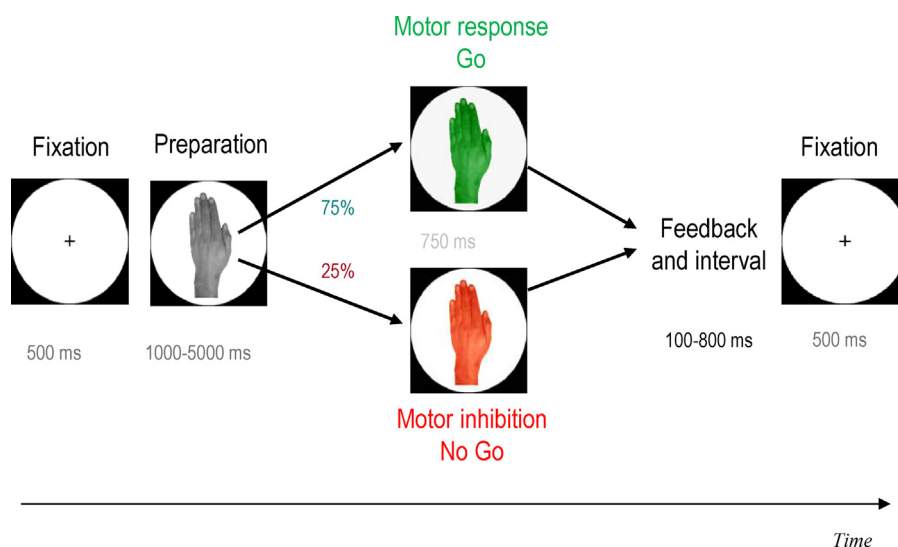 Motor response
Go
Fixation
Preparation
Fixation
75%
750 ms
25%
Feedback
and interval
500 ms
1000-5000 ms
100-800 ms
500 ms
Motor inhibition
No Go
Time